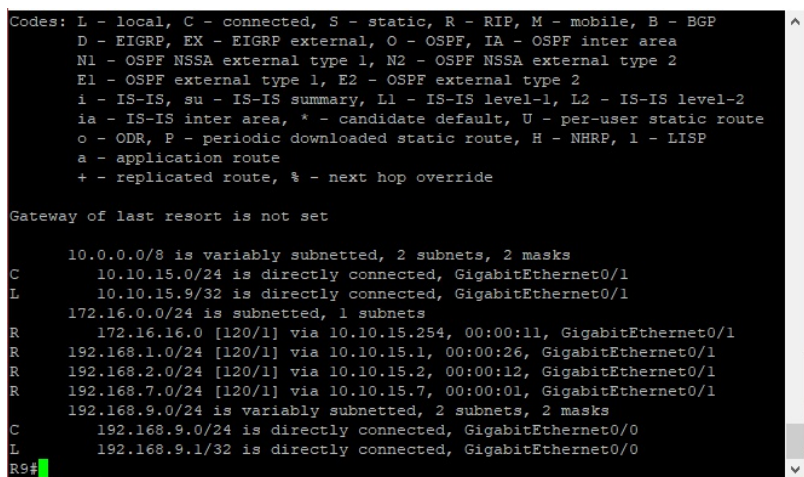 Codes: L - local, C - connected, S - static, R - RIP, M - mobile, B - BGP
D - EIGRP, EX - EIGRP external, O - OSPF, IA - OSPF inter area
N1 - OSPF NSSA external type 1, N2 - OSPF NSSA external type 2
E1 - OSPF external type 1, E2 - OSPF external type 2
i - IS-IS, su - IS-IS summary, L1 - IS-IS level-1, L2 - IS-IS level-2
ia - IS-IS inter area, * - candidate default, U - per-user static route
o - ODR, P - periodic downloaded static route, H - NHRP, l - LISP
a - application route
+ - replicated route, % - next hop override
Gateway of last resort is not set
10.0.0.0/8 is variably subnetted, 2 subnets, 2 masks
C 10.10.15.0/24 is directly connected, GigabitEthernet0/1
L 10.10.15.9/32 is directly connected, GigabitEthernet0/1
172.16.0.0/24 is subnetted, 1 subnets
R 172.16.16.0 [120/1] via 10.10.15.254, 00:00:11, GigabitEthernet0/1
R 192.168.1.0/24 [120/1] via 10.10.15.1, 00:00:26, GigabitEthernet0/1
R 192.168.2.0/24 [120/1] via 10.10.15.2, 00:00:12, GigabitEthernet0/1
R 192.168.7.0/24 [120/1] via 10.10.15.7, 00:00:01, GigabitEthernet0/1
192.168.9.0/24 is variably subnetted, 2 subnets, 2 masks
C 192.168.9.0/24 is directly connected, GigabitEthernet0/0
L 192.168.9.1/32 is directly connected, GigabitEthernet0/0
R9#